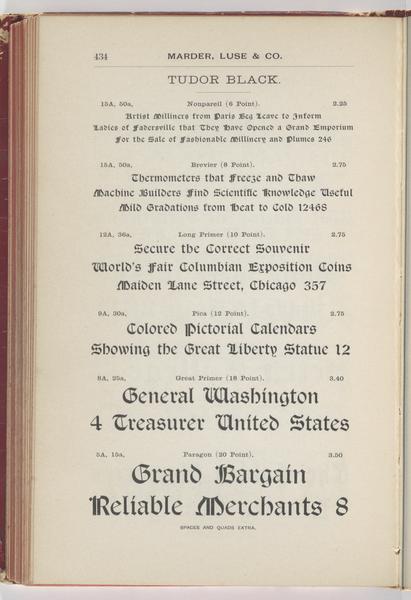 434 MARDER, LUSE & CO.
TUDOR BLACK.
15A, 50a, Nonpareil (6 Point). 2.25
Artist Milliners from Paris Beg Leave to Inform
Ladies of Fadersville that They Have Opened a Grand Emporium
For the Sale of Fashionable Millinery and Plumes 246
15A, 50a, Brevier (8 Point). 2.75
Thermometers that Freeze and Thaw
Machine Builders Find Scientific Knowledge Useful
Mild Gradations from Heat to Cold 12468
12A, 36a, Long Primer (10 Point). 2.75
Secure the Correct Souvenir
World's Fair Columbian Exposition Coins
Maiden Lane Street, Chicago 357
9A, 30a, Pica (12 Point). 2.75
Colored Pictorial Calendars
Showing the Great Liberty Statue 12
8A, 25a, Great Primer (18 Point). 3.40
General Washington
4 Treasurer United States
5A, 15a, Paragon (20 Point). 3.50
Grand Bargain
Reliable Merchants 8
SPACES AND QUADS EXTRA.